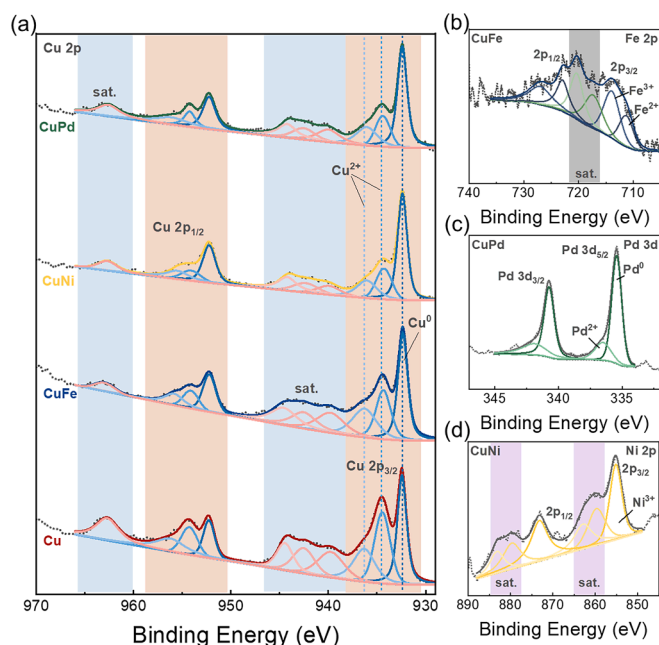 (a)
Cu 2p
sat.
CuPd
Cu²⁺
Cu 2p₁/₂
CuNi
Cu⁰
sat.
CuFe
Cu 2p₃/₂
Cu
970 960 950 940 930
Binding Energy (eV)
(b)
CuFe Fe 2p
2p₁/₂ 2p₃/₂
Fe³⁺
Fe²⁺
sat.
740 730 720 710
Binding Energy (eV)
(c)
CuPd Pd 3d
Pd 3d₅/₂
Pd 3d₃/₂ Pd⁰
Pd²⁺
345 340 335
Binding Energy (eV)
(d)
CuNi Ni 2p
2p₃/₂
2p₁/₂ Ni³⁺
sat. sat.
890 880 870 860 850
Binding Energy (eV)